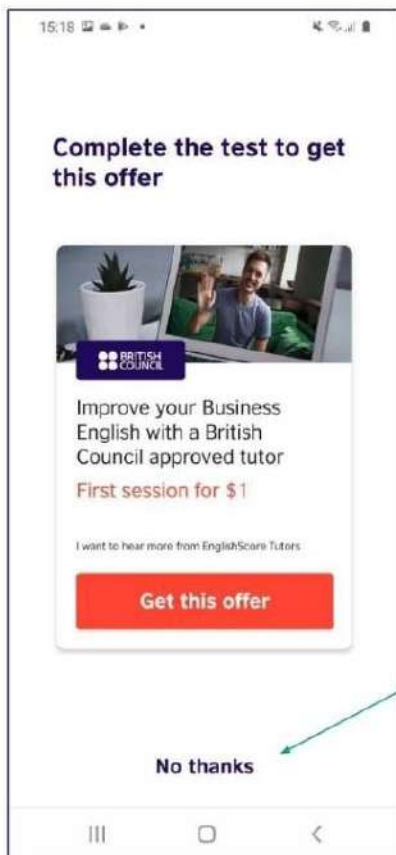 15:18
Complete the test to get
this offer
BRITISH
COUNCIL
Improve your Business
English with a British
Council approved tutor
First session for $1
I want to hear more from EnglishScore Tutors
Get this offer
No thanks